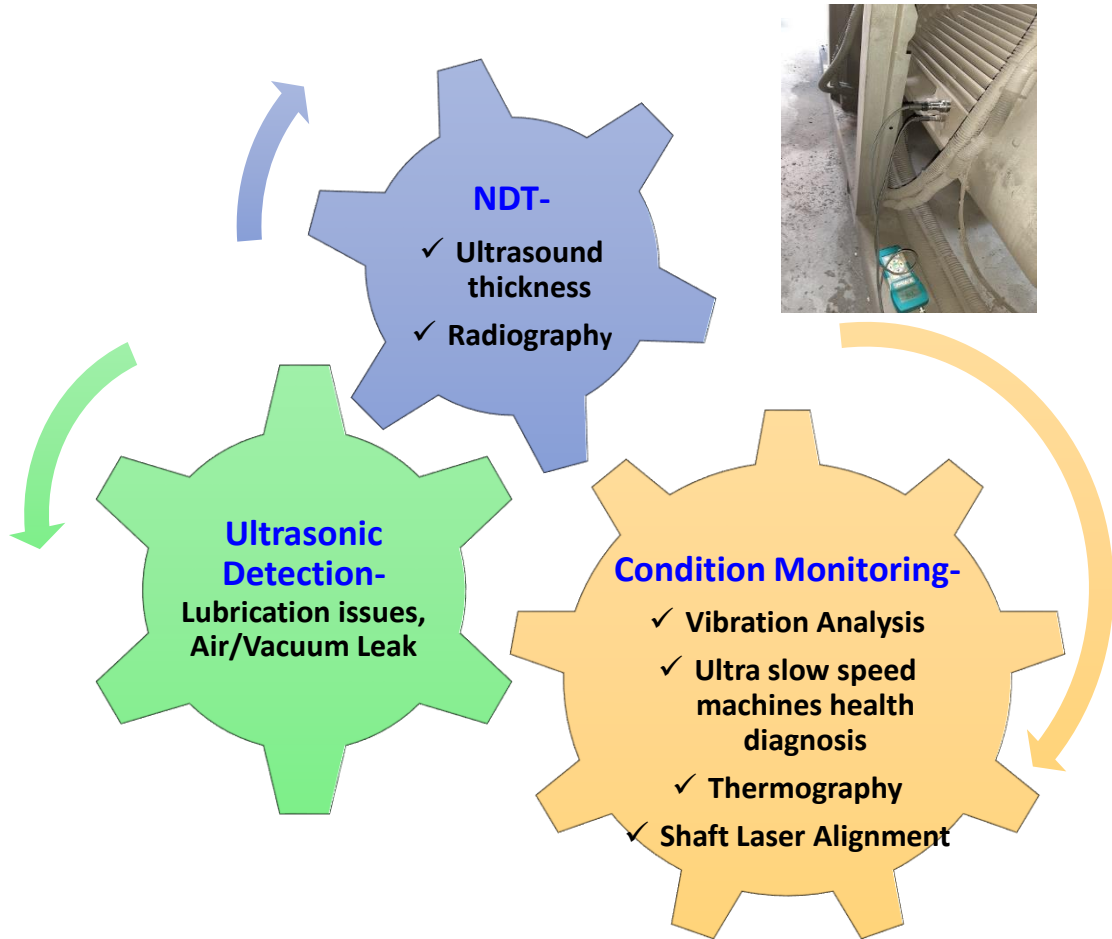 NDT-
✓ Ultrasound
thickness
✓ Radiography
Ultrasonic
Detection-
Lubrication issues,
Air/Vacuum Leak
Condition Monitoring-
✓ Vibration Analysis
✓ Ultra slow speed
machines health
diagnosis
✓ Thermography
✓ Shaft Laser Alignment